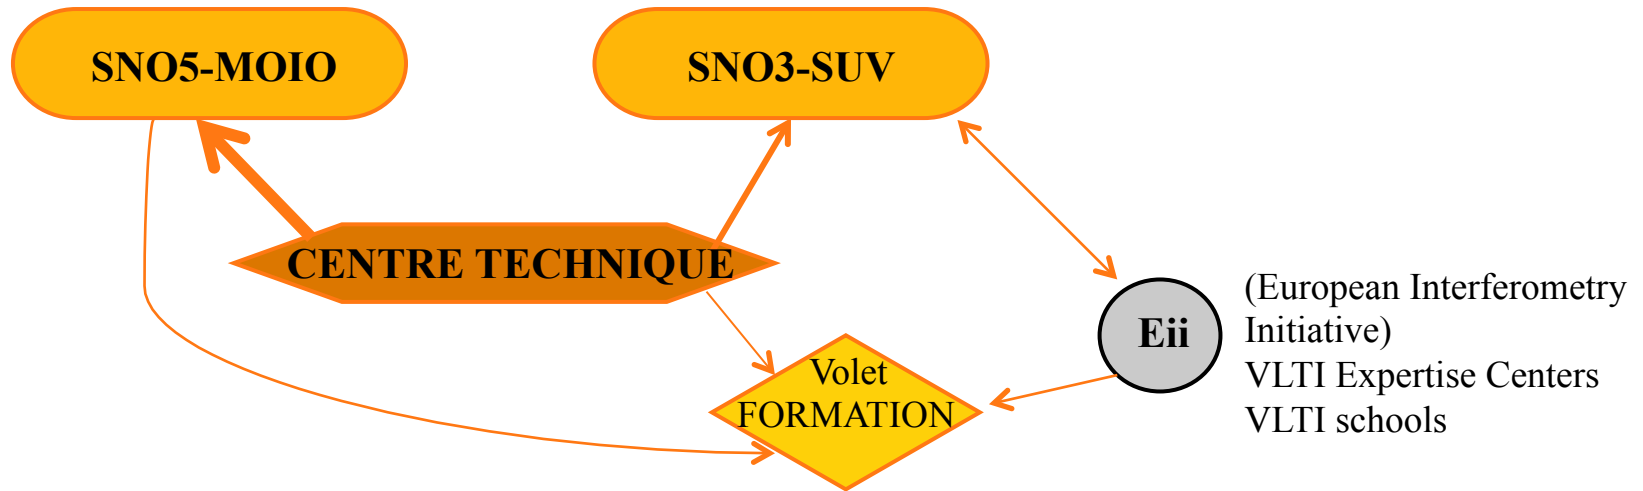 SNO5-MOIO
SNO3-SUV
CENTRE TECHNIQUE
Eii
(European Interferometry
Initiative)
VLTI Expertise Centers
VLTI schools
Volet
FORMATION